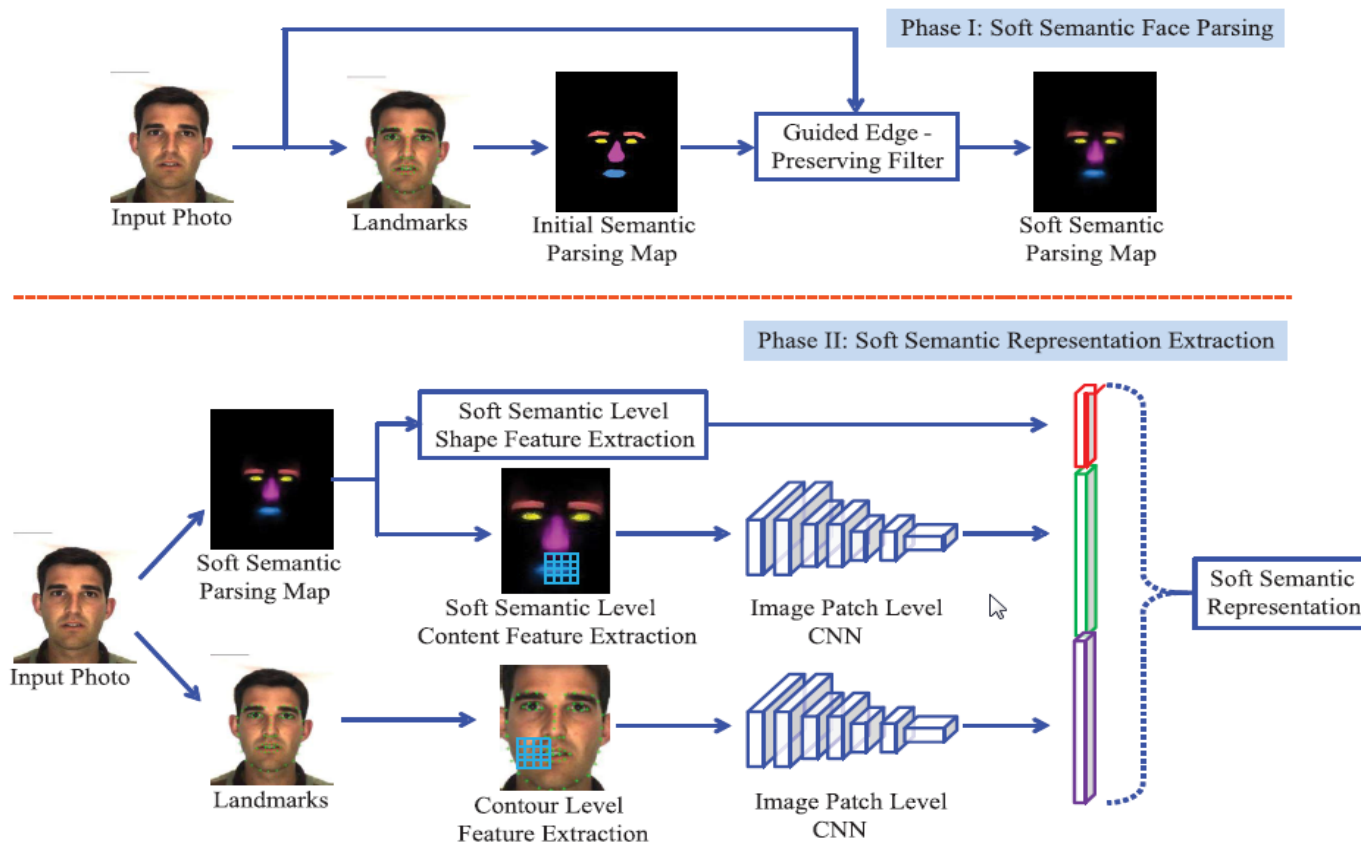 Phase I: Soft Semantic Face Parsing
Input Photo
Landmarks
Initial Semantic
Parsing Map
Guided Edge -
Preserving Filter
Soft Semantic
Parsing Map
Phase II: Soft Semantic Representation Extraction
Input Photo
Soft Semantic
Parsing Map
Landmarks
Soft Semantic Level
Shape Feature Extraction
Soft Semantic Level
Content Feature Extraction
Image Patch Level
CNN
Contour Level
Feature Extraction
Image Patch Level
CNN
Soft Semantic
Representation